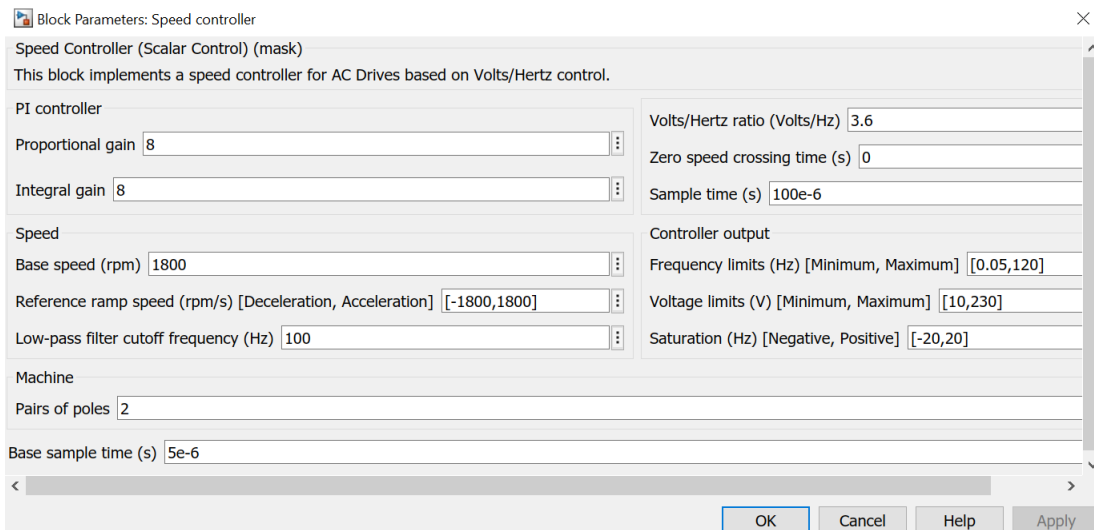 Block Parameters: Speed controller
Speed Controller (Scalar Control) (mask)
This block implements a speed controller for AC Drives based on Volts/Hertz control.
PI controller
Proportional gain 8
Integral gain 8
Volts/Hertz ratio (Volts/Hz) 3.6
Zero speed crossing time (s) 0
Sample time (s) 100e-6
Speed
Base speed (rpm) 1800
Reference ramp speed (rpm/s) [Deceleration, Acceleration] [-1800,1800]
Low-pass filter cutoff frequency (Hz) 100
Controller output
Frequency limits (Hz) [Minimum, Maximum] [0.05,120]
Voltage limits (V) [Minimum, Maximum] [10,230]
Saturation (Hz) [Negative, Positive] [-20,20]
Machine
Pairs of poles 2
Base sample time (s) 5e-6
OK Cancel Help Apply